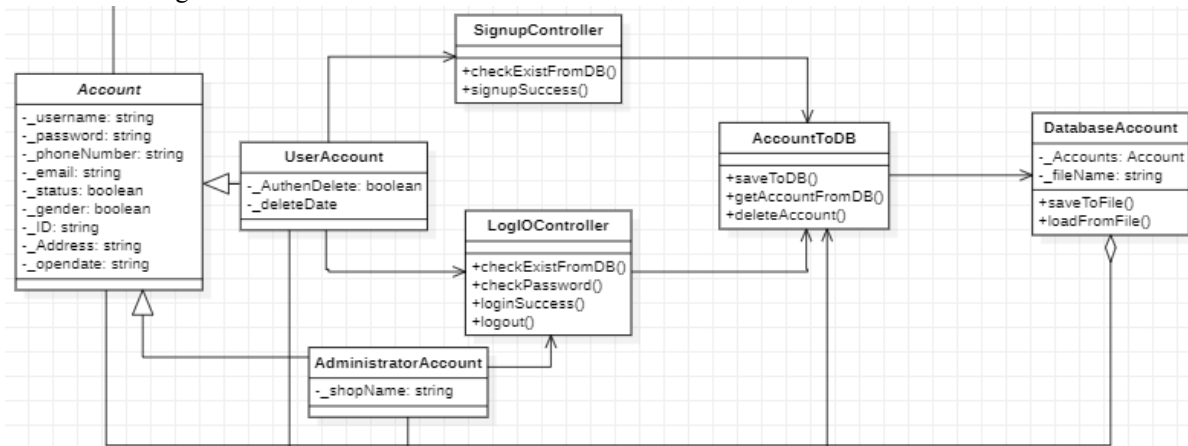 SignupController
+checkExistFromDB()
+signupSuccess()
Account
-_username: string
-_password: string
-_phoneNumber: string
-_email: string
-_status: boolean
-_gender: boolean
-_ID: string
-_Address: string
-_opendate: string
UserAccount
-_AuthenDelete: boolean
-_deleteDate
AccountToDB
+saveToDB()
+getAccountFromDB()
+deleteAccount()
DatabaseAccount
-_Accounts: Account
-_fileName: string
+saveToFile()
+loadFromFile()
LogIOController
+checkExistFromDB()
+checkPassword()
+loginSuccess()
+logout()
AdministratorAccount
-_shopName: string